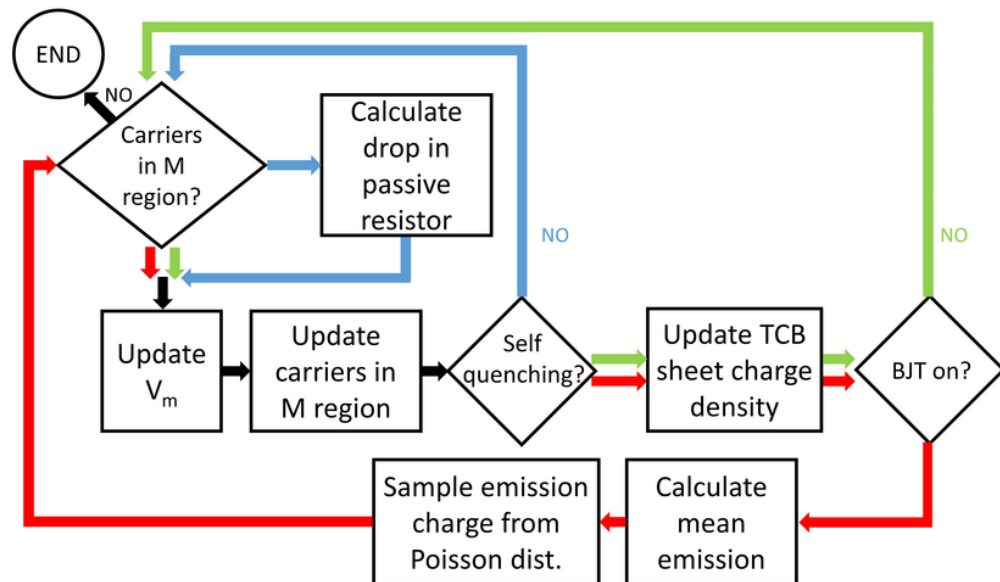 END
NO
Carriers
in M
region?
Calculate
drop in
passive
resistor
NO
NO
Update
Vₘ
Update
carriers in
M region
Self
quenching?
Update TCB
sheet charge
density
BJT on?
Sample emission
charge from
Poisson dist.
Calculate
mean
emission